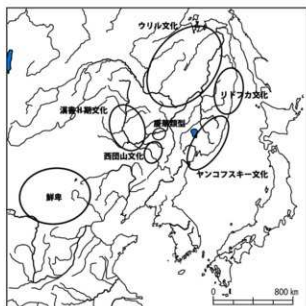 ウリル文化
リドフカ文化
漢書Ⅱ期文化
慶華類型
西団山文化
ヤンコフスキー文化
鮮卑
0 800 km